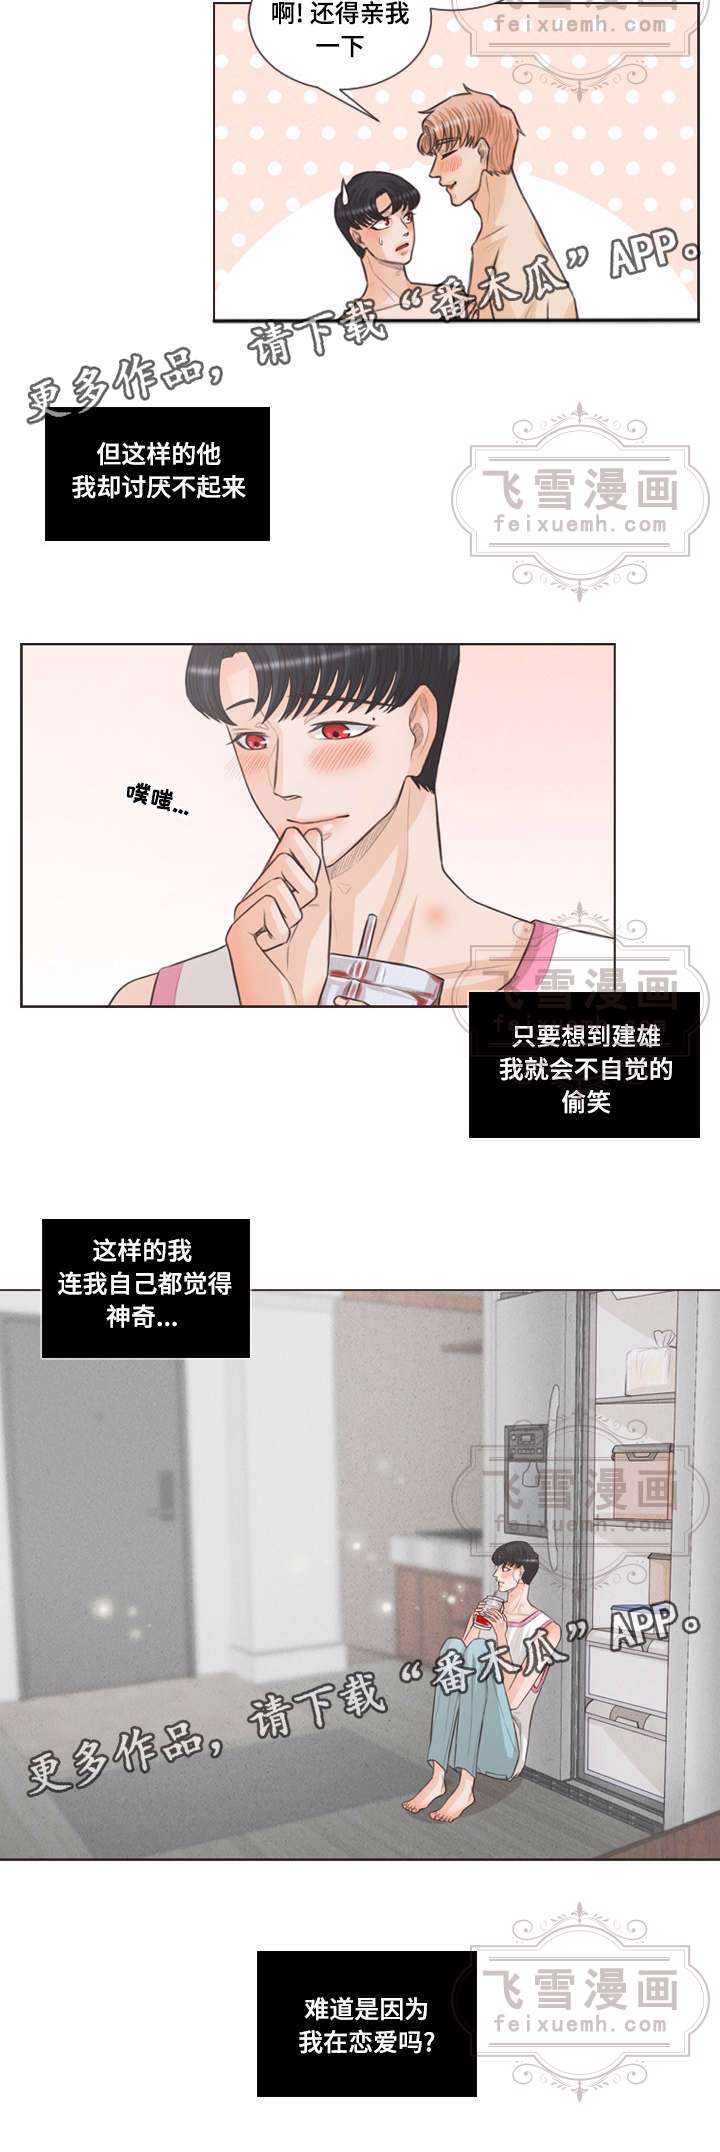 啊! 还得亲我
一下
飞雪漫画
feixuemh.com
更多作品，请下载“番木瓜”APP。
但这样的他
我却讨厌不起来
飞雪漫画
feixuemh.com
噗嗤...
飞雪漫画
feixuemh.com
只要想到建雄
我就会不自觉的
偷笑
这样的我
连我自己都觉得
神奇...
飞雪漫画
feixuemh.com
更多作品，请下载“番木瓜”APP。
飞雪漫画
feixuemh.com
难道是因为
我在恋爱吗?